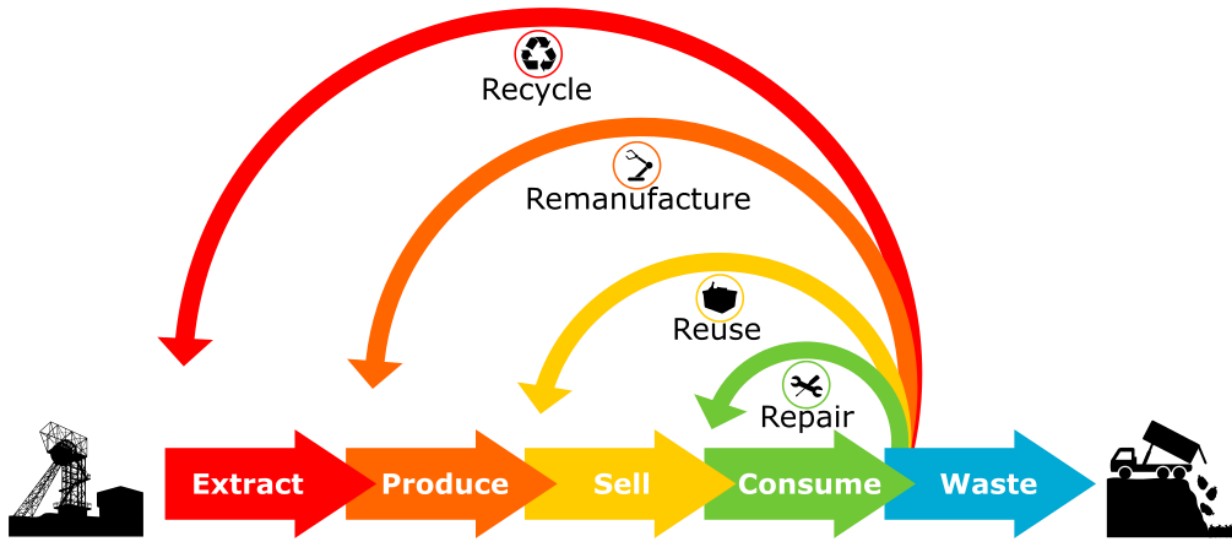 Recycle
Remanufacture
Reuse
Repair
Extract
Produce
Sell
Consume
Waste